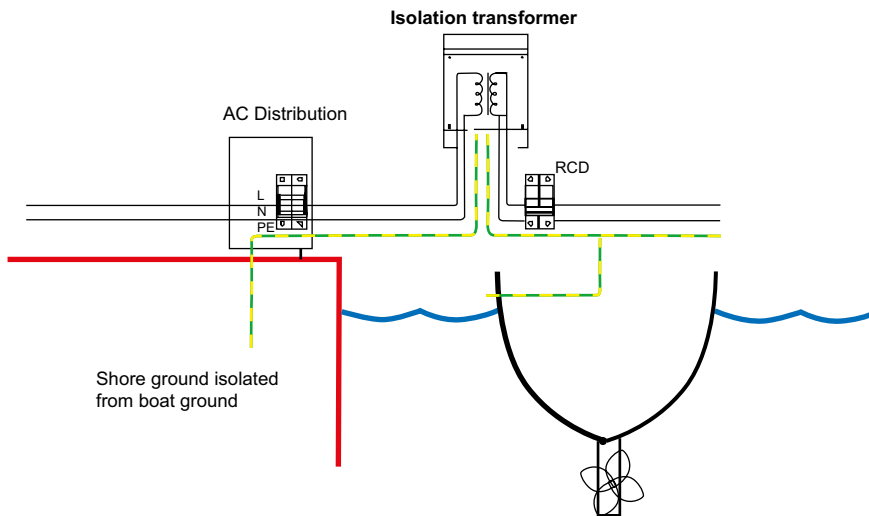 Isolation transformer
AC Distribution
RCD
L
N
PE
Shore ground isolated
from boat ground